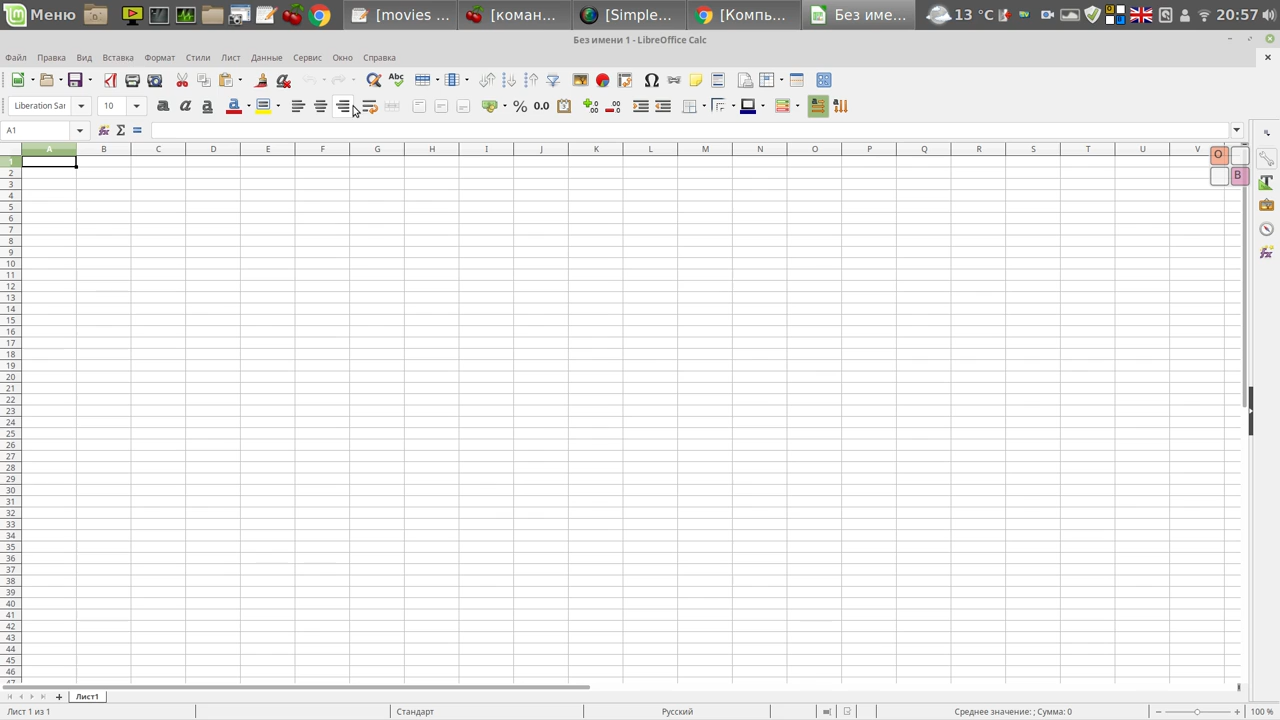 Меню
[movies ...
[коман...
[Simple...
[Компь...
Без име...
13 °C
20:57
Без имени 1 - LibreOffice Calc
Файл Правка Вид Вставка Формат Стили Лист Данные Сервис Окно Справка
Abc
Liberation Sar 10
% 0.0
A1
A B C D E F G H I J K L M N O P Q R S T U V
1
O
2
B
3
4
5
6
7
8
9
10
11
12
13
14
15
16
17
18
19
20
21
22
23
24
25
26
27
28
29
30
31
32
33
34
35
36
37
38
39
40
41
42
43
44
45
46
47
Лист1
Лист 1 из 1
Стандарт
Русский
Среднее значение: ; Сумма: 0
100 %